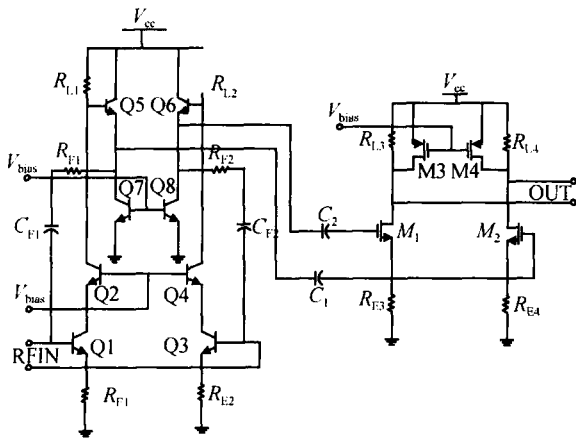 Vcc
RL1
Q5
Q6
RL2
Vcc
Vbias
RL3
RL4
RF1
RF2
M3
M4
Vbias
Q7
Q8
OUT
CF1
CF2
C2
M1
M2
Q2
Q4
C1
Vbias
RE3
RE4
RFIN
Q1
Q3
RF1
RE2